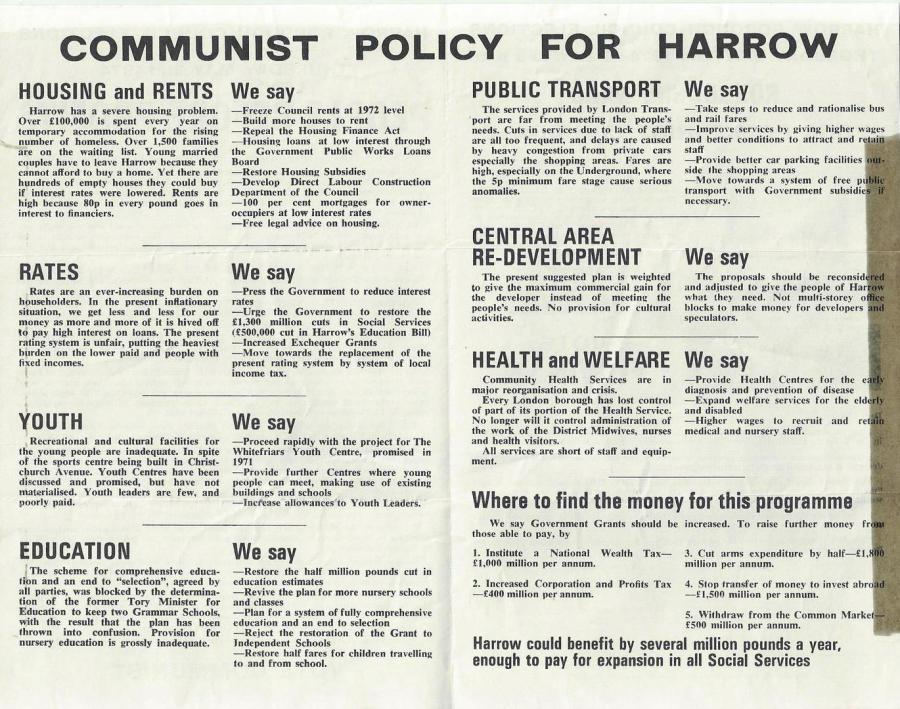 COMMUNIST POLICY FOR HARROW
HOUSING and RENTS
Harrow has a severe housing problem.
Over £100,000 is spent every year on
temporary accommodation for the rising
number of homeless. Over 1,500 families
are on the waiting list. Young married
couples have to leave Harrow because they
cannot afford to buy a home. Yet there are
hundreds of empty houses they could buy
if interest rates were lowered. Rents are
high because 80p in every pound goes in
interest to financiers.
We say
—Freeze Council rents at 1972 level
—Build more houses to rent
—Repeal the Housing Finance Act
—Housing loans at low interest through
the Government Public Works Loans
Board
—Restore Housing Subsidies
—Develop Direct Labour Construction
Department of the Council
—100 per cent mortgages for owner-
occupiers at low interest rates
—Free legal advice on housing.
RATES
Rates are an ever-increasing burden on
householders. In the present inflationary
situation, we get less and less for our
money as more and more of it is hived off
to pay high interest on loans. The present
rating system is unfair, putting the heaviest
burden on the lower paid and people with
fixed incomes.
We say
—Press the Government to reduce interest
rates
—Urge the Government to restore the
£1,300 million cuts in Social Services
(£500,000 cut in Harrow's Education Bill)
—Increased Exchequer Grants
—Move towards the replacement of the
present rating system by system of local
income tax.
YOUTH
Recreational and cultural facilities for
the young people are inadequate. In spite
of the sports centre being built in Christ-
church Avenue. Youth Centres have been
discussed and promised, but have not
materialised. Youth leaders are few, and
poorly paid.
We say
—Proceed rapidly with the project for The
Whitefriars Youth Centre, promised in
1971
—Provide further Centres where young
people can meet, making use of existing
buildings and schools
—Increase allowances to Youth Leaders.
EDUCATION
The scheme for comprehensive educa-
tion and an end to "selection", agreed by
all parties, was blocked by the determina-
tion of the former Tory Minister for
Education to keep two Grammar Schools,
with the result that the plan has been
thrown into confusion. Provision for
nursery education is grossly inadequate.
We say
—Restore the half million pounds cut in
education estimates
—Revive the plan for more nursery schools
and classes
—Plan for a system of fully comprehensive
education and an end to selection
—Reject the restoration of the Grant to
Independent Schools
—Restore half fares for children travelling
to and from school.
PUBLIC TRANSPORT
The services provided by London Trans-
port are far from meeting the people's
needs. Cuts in services due to lack of staff
are all too frequent, and delays are caused
by heavy congestion from private cars
especially the shopping areas. Fares are
high, especially on the Underground, where
the 5p minimum fare stage cause serious
anomalies.
We say
—Take steps to reduce and rationalise bus
and rail fares
—Improve services by giving higher wages
and better conditions to attract and retain
staff
—Provide better car parking facilities out-
side the shopping areas
—Move towards a system of free public
transport with Government subsidies if
necessary.
CENTRAL AREA
RE-DEVELOPMENT
The present suggested plan is weighted
to give the maximum commercial gain for
the developer instead of meeting the
people's needs. No provision for cultural
activities.
We say
The proposals should be reconsidered
and adjusted to give the people of Harrow
what they need. Not multi-storey office
blocks to make money for developers and
speculators.
HEALTH and WELFARE
Community Health Services are in
major reorganisation and crisis.
Every London borough has lost control
of part of its portion of the Health Service.
No longer will it control administration of
the work of the District Midwives, nurses
and health visitors.
All services are short of staff and equip-
ment.
We say
—Provide Health Centres for the early
diagnosis and prevention of disease
—Expand welfare services for the elderly
and disabled
—Higher wages to recruit and retain
medical and nursery staff.
Where to find the money for this programme
We say Government Grants should be increased. To raise further money from
those able to pay, by
1. Institute a National Wealth Tax—
£1,000 million per annum.
2. Increased Corporation and Profits Tax
—£400 million per annum.
3. Cut arms expenditure by half—£1,800
million per annum.
4. Stop transfer of money to invest abroad
—£1,500 million per annum.
5. Withdraw from the Common Market—
£500 million per annum.
Harrow could benefit by several million pounds a year,
enough to pay for expansion in all Social Services